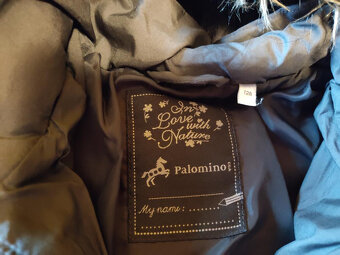 In
Love
with
Nature
Palomino
My name : ........
128